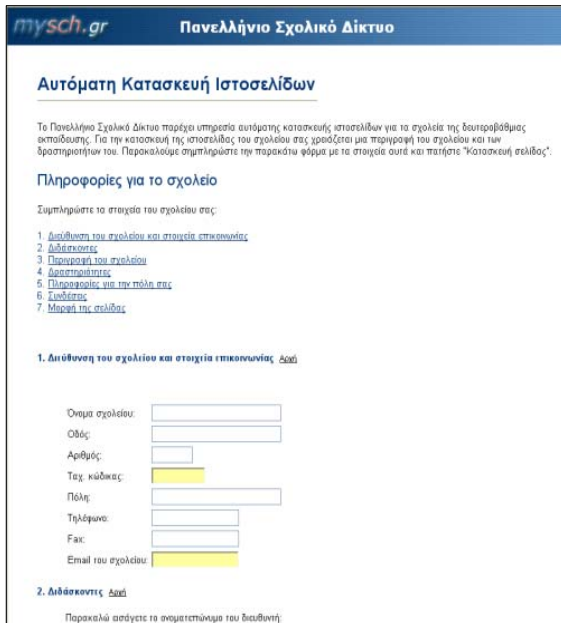 mysch.gr
Πανελλήνιο Σχολικό Δίκτυο
Αυτόματη Κατασκευή Ιστοσελίδων
Το Πανελλήνιο Σχολικό Δίκτυο παρέχει υπηρεσία αυτόματης κατασκευής ιστοσελίδων για τα σχολεία της δευτεροβάθμιας
εκπαίδευσης. Για την κατασκευή της ιστοσελίδας του σχολείου σας χρειάζεται μια περιγραφή του σχολείου και των
δραστηριοτήτων του. Παρακαλούμε συμπληρώστε την παρακάτω φόρμα με τα στοιχεία αυτά και πατήστε "Κατασκευή σελίδας".
Πληροφορίες για το σχολείο
Συμπληρώστε τα στοιχεία του σχολείου σας:
1. Διεύθυνση του σχολείου και στοιχεία επικοινωνίας
2. Διδάσκοντες
3. Περιγραφή του σχολείου
4. Δραστηριότητες
5. Πληροφορίες για την πόλη σας
6. Συνδέσεις
7. Μορφή της σελίδας
1. Διεύθυνση του σχολείου και στοιχεία επικοινωνίας Αρχή
Όνομα σχολείου:
Οδός:
Αριθμός:
Ταχ. κώδικας:
Πόλη:
Τηλέφωνο:
Fax:
Email του σχολείου:
2. Διδάσκοντες Αρχή
Παρακαλώ εισάγετε το ονοματεπώνυμο του διευθυντή: